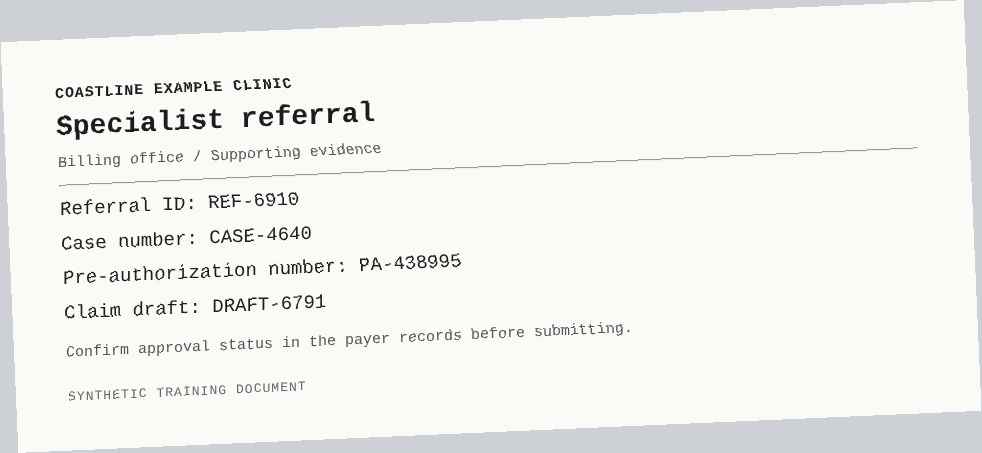 COASTLINE EXAMPLE CLINIC
Specialist referral
Billing office / Supporting evidence
Referral ID: REF-6910
Case number: CASE-4640
Pre-authorization number: PA-438995
Claim draft: DRAFT-6791
Confirm approval status in the payer records before submitting.
SYNTHETIC TRAINING DOCUMENT